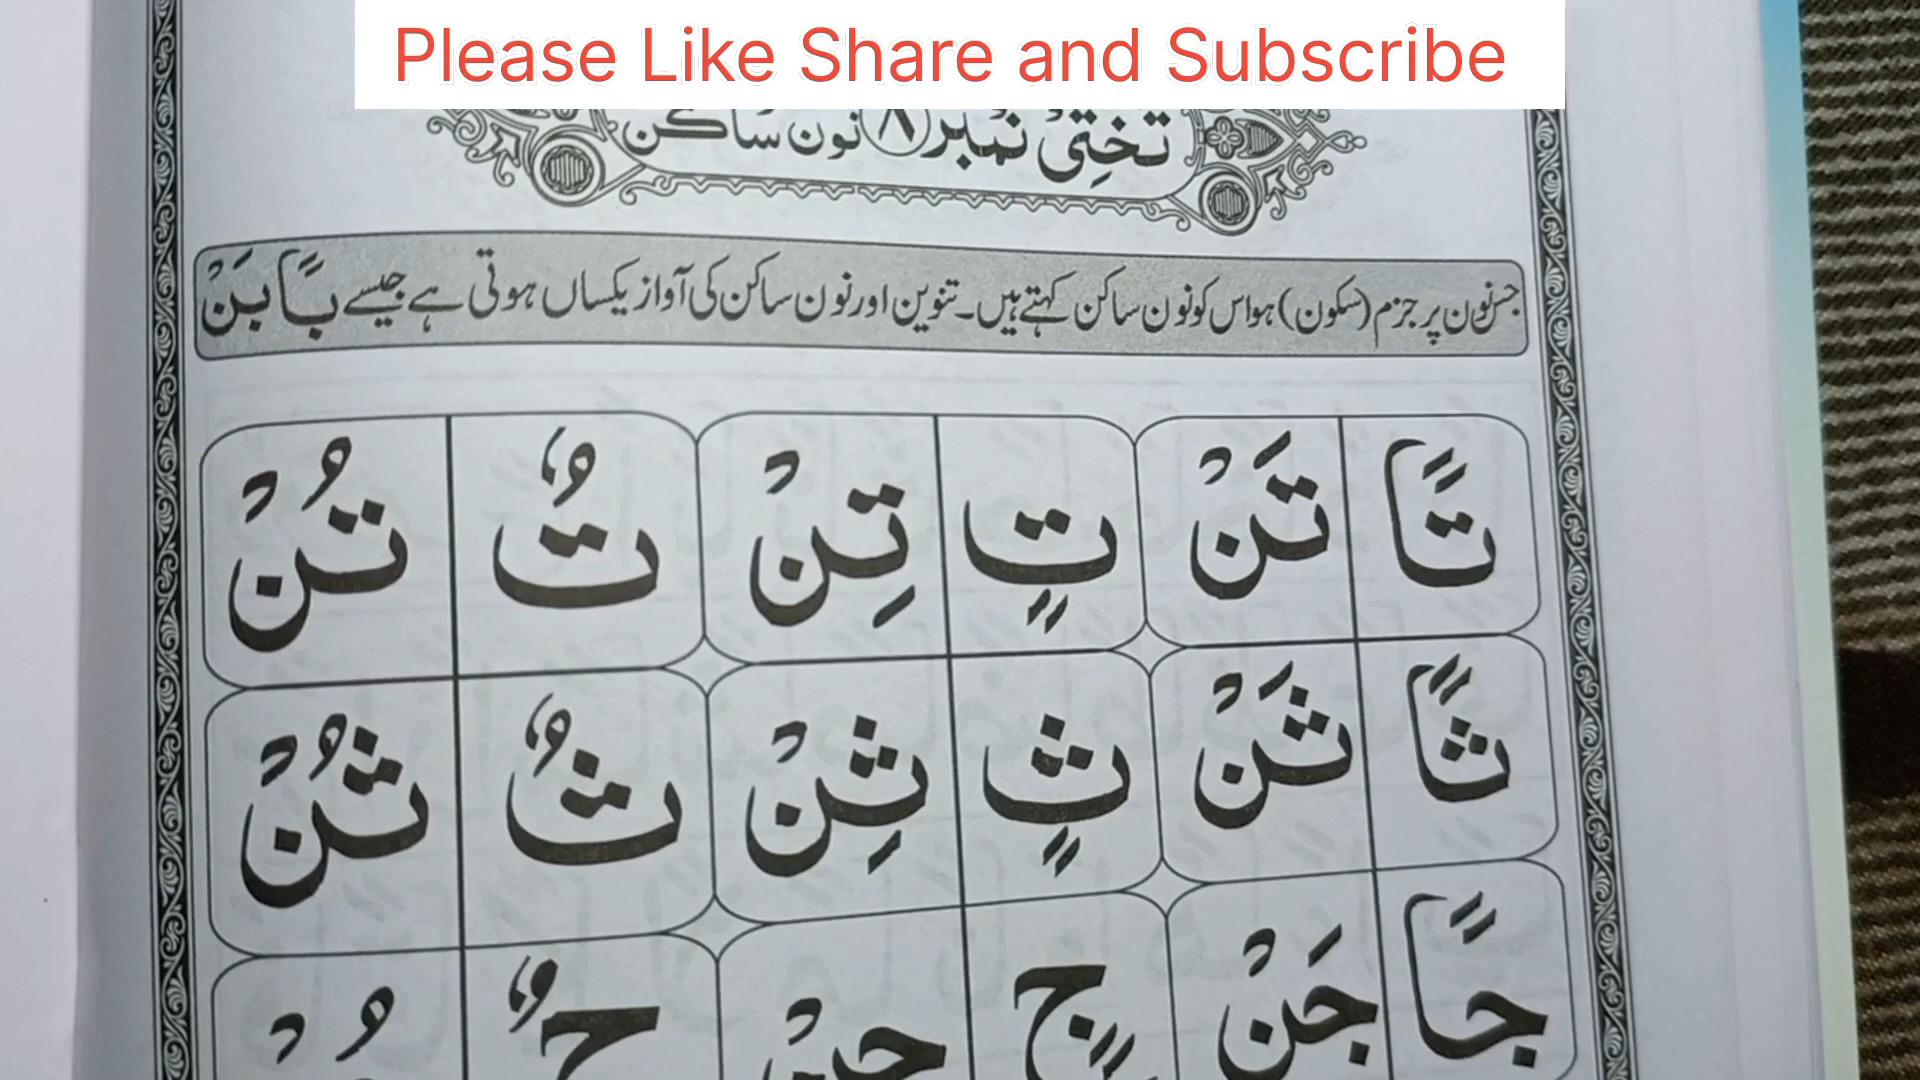 Please Like Share and Subscribe
تختی نمبر ۸ نون ساکن
جس نون پر جزم (سکون) ہو اس کو نون ساکن کہتے ہیں۔ تنوین اور نون ساکن کی آواز یکساں ہوتی ہے جیسے بًا بَنْ
تًا تَنْ تٍ تِنْ تٌ تُنْ
ثًا ثَنْ ثٍ ثِنْ ثٌ ثُنْ
جًا جَنْ جٍ